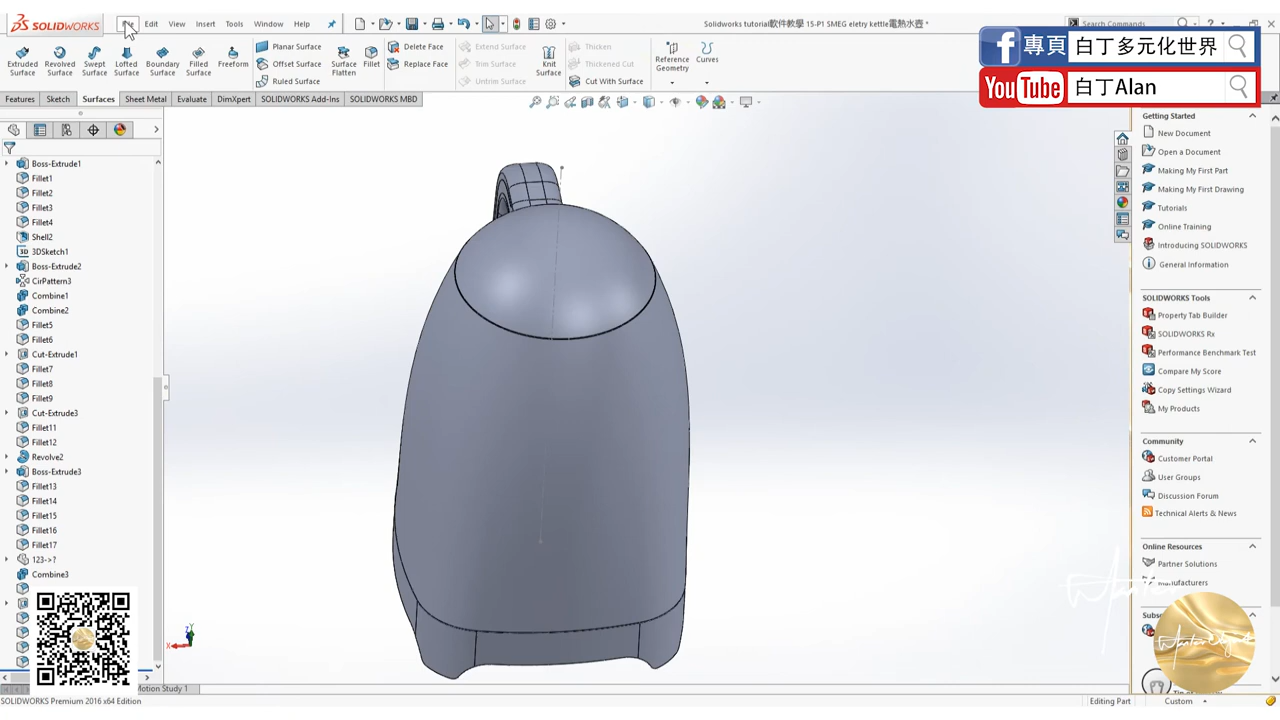 SOLIDWORKS
Edit View Insert Tools Window Help
Solidworks tutorial軟件教學 15-P1 SMEG eletry kettle電熱水壺 *
Search Commands
專頁 白丁多元化世界
YouTube 白丁Alan
Extruded Surface
Revolved Surface
Swept Surface
Lofted Surface
Boundary Surface
Filled Surface
Freeform
Planar Surface
Offset Surface
Ruled Surface
Surface Flatten
Fillet
Delete Face
Replace Face
Extend Surface
Trim Surface
Untrim Surface
Knit Surface
Thicken
Thickened Cut
Cut With Surface
Reference Geometry
Curves
Features Sketch Surfaces Sheet Metal Evaluate DimXpert SOLIDWORKS Add-Ins SOLIDWORKS MBD
Boss-Extrude1
Fillet1
Fillet2
Fillet3
Fillet4
Shell2
3D 3DSketch1
Boss-Extrude2
CirPattern3
Combine1
Combine2
Fillet5
Fillet6
Cut-Extrude1
Fillet7
Fillet8
Fillet9
Cut-Extrude3
Fillet11
Fillet12
Revolve2
Boss-Extrude3
Fillet13
Fillet14
Fillet15
Fillet16
Fillet17
123->?
Combine3
Motion Study 1
SOLIDWORKS Premium 2016 x64 Edition
Getting Started
New Document
Open a Document
Making My First Part
Making My First Drawing
Tutorials
Online Training
Introducing SOLIDWORKS
General Information
SOLIDWORKS Tools
Property Tab Builder
SOLIDWORKS Rx
Performance Benchmark Test
Compare My Score
Copy Settings Wizard
My Products
Community
Customer Portal
User Groups
Discussion Forum
Technical Alerts & News
Online Resources
Partner Solutions
Manufacturers
Editing Part
Custom